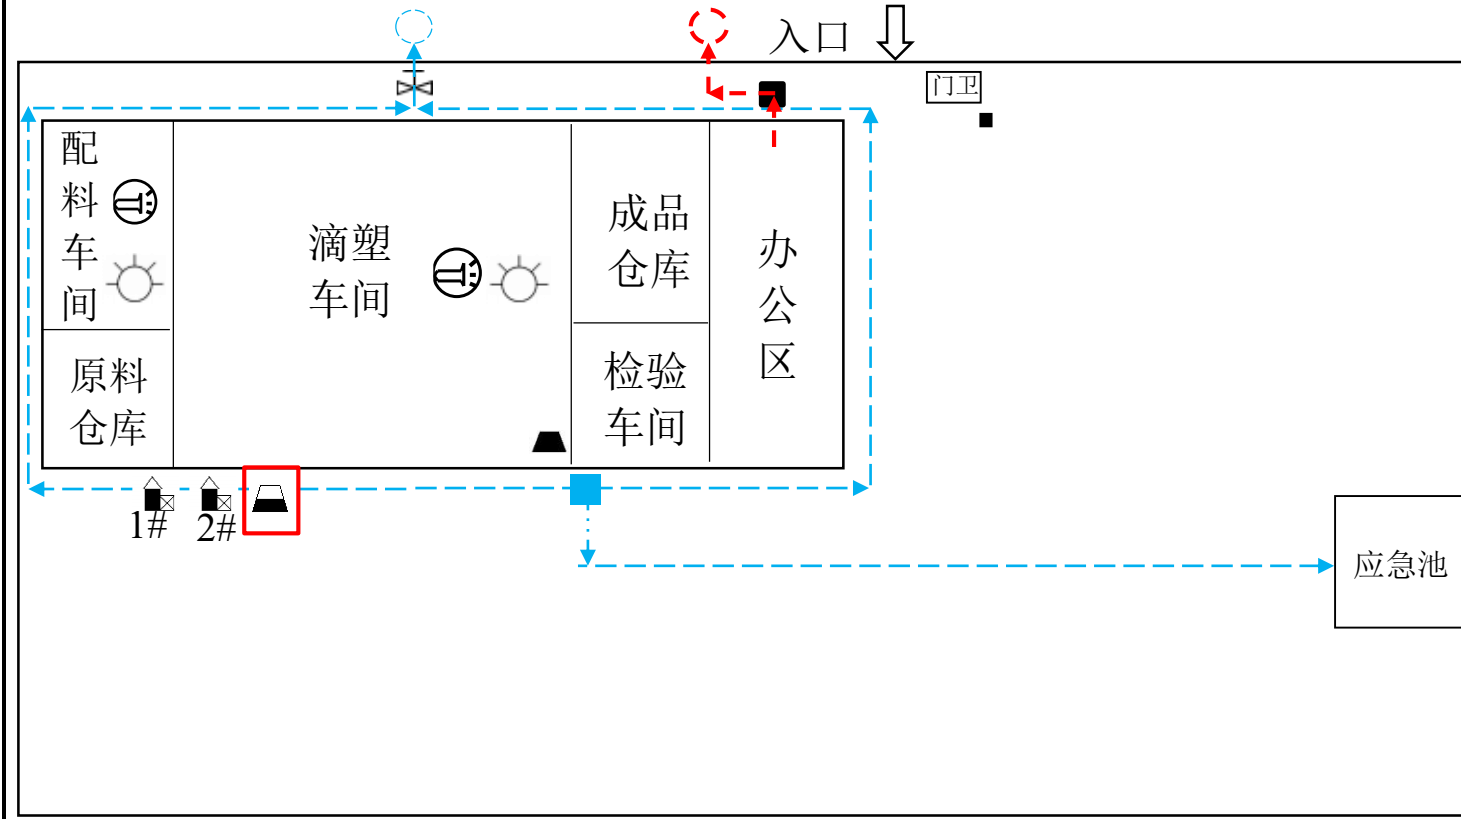 入口
门卫
配
料
车
间
滴塑
车间
成品
仓库
办
公
区
原料
仓库
检验
车间
1#
2#
应急池